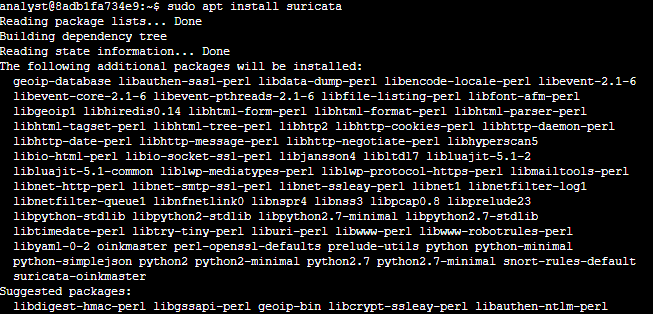 analyst@8adb1fa734e9:~$ sudo apt install suricata
Reading package lists... Done
Building dependency tree
Reading state information... Done
The following additional packages will be installed:
  geoip-database libauthen-sasl-perl libdata-dump-perl libencode-locale-perl libevent-2.1-6
  libevent-core-2.1-6 libevent-pthreads-2.1-6 libfile-listing-perl libfont-afm-perl
  libgeoip1 libhiredis0.14 libhtml-form-perl libhtml-format-perl libhtml-parser-perl
  libhtml-tagset-perl libhtml-tree-perl libhtp2 libhttp-cookies-perl libhttp-daemon-perl
  libhttp-date-perl libhttp-message-perl libhttp-negotiate-perl libhyperscan5
  libio-html-perl libio-socket-ssl-perl libjansson4 libltdl7 libluajit-5.1-2
  libluajit-5.1-common liblwp-mediatypes-perl liblwp-protocol-https-perl libmailtools-perl
  libnet-http-perl libnet-smtp-ssl-perl libnet-ssleay-perl libnet1 libnetfilter-log1
  libnetfilter-queue1 libnfnetlink0 libnspr4 libnss3 libpcap0.8 libprelude23
  libpython-stdlib libpython2-stdlib libpython2.7-minimal libpython2.7-stdlib
  libtimedate-perl libtry-tiny-perl liburi-perl libwww-perl libwww-robotrules-perl
  libyaml-0-2 oinkmaster perl-openssl-defaults prelude-utils python python-minimal
  python-simplejson python2 python2-minimal python2.7 python2.7-minimal snort-rules-default
  suricata-oinkmaster
Suggested packages:
  libdigest-hmac-perl libgssapi-perl geoip-bin libcrypt-ssleay-perl libauthen-ntlm-perl